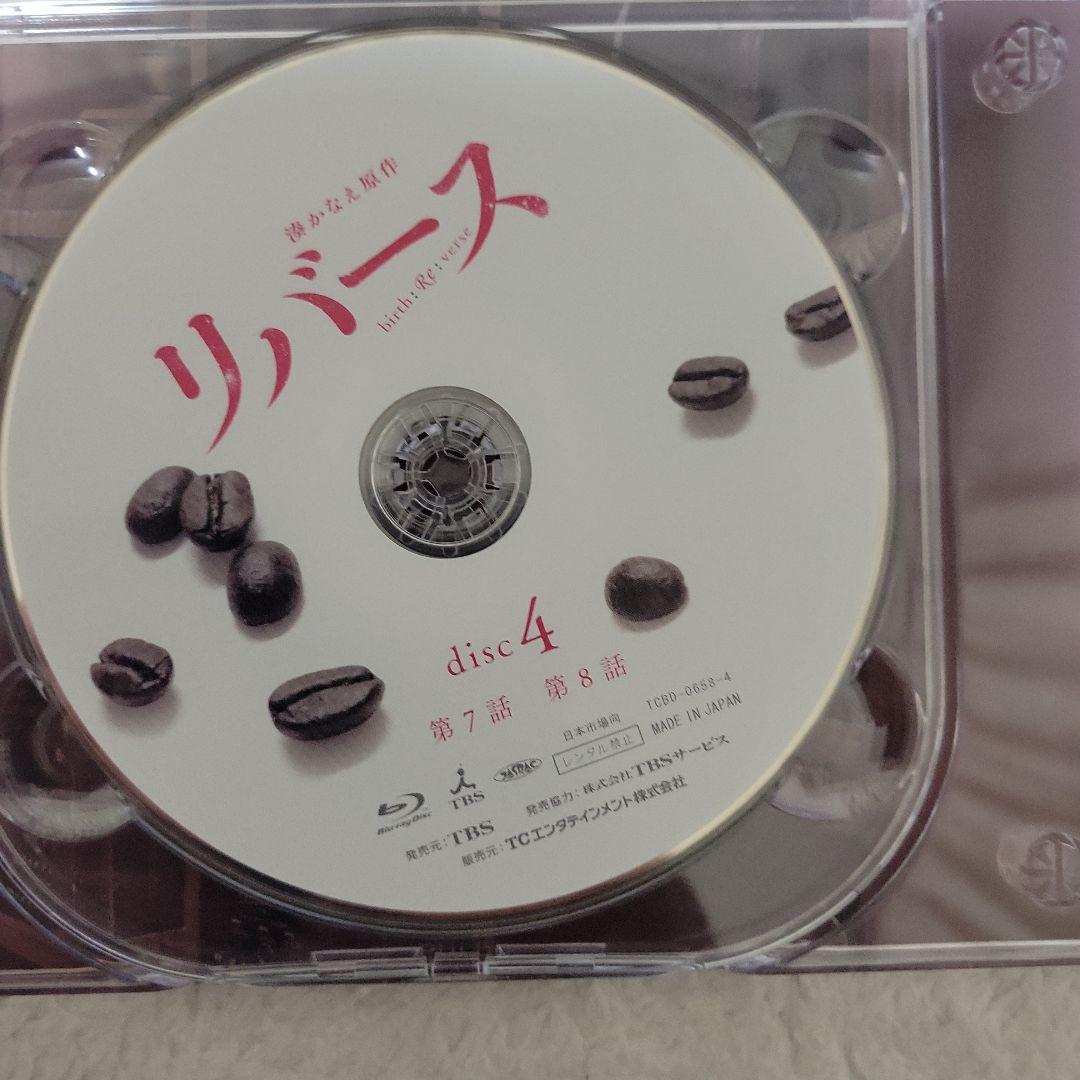 湊かなえ原作
リバース
birth:Re:verse
disc 4
第7話 第8話
日本市場向 TCBD-0658-4
レンタル禁止 MADE IN JAPAN
Blu-ray Disc TBS JASRAC
発売協力:株式会社TBSサービス
発売元:TBS
販売元:TCエンタテインメント株式会社